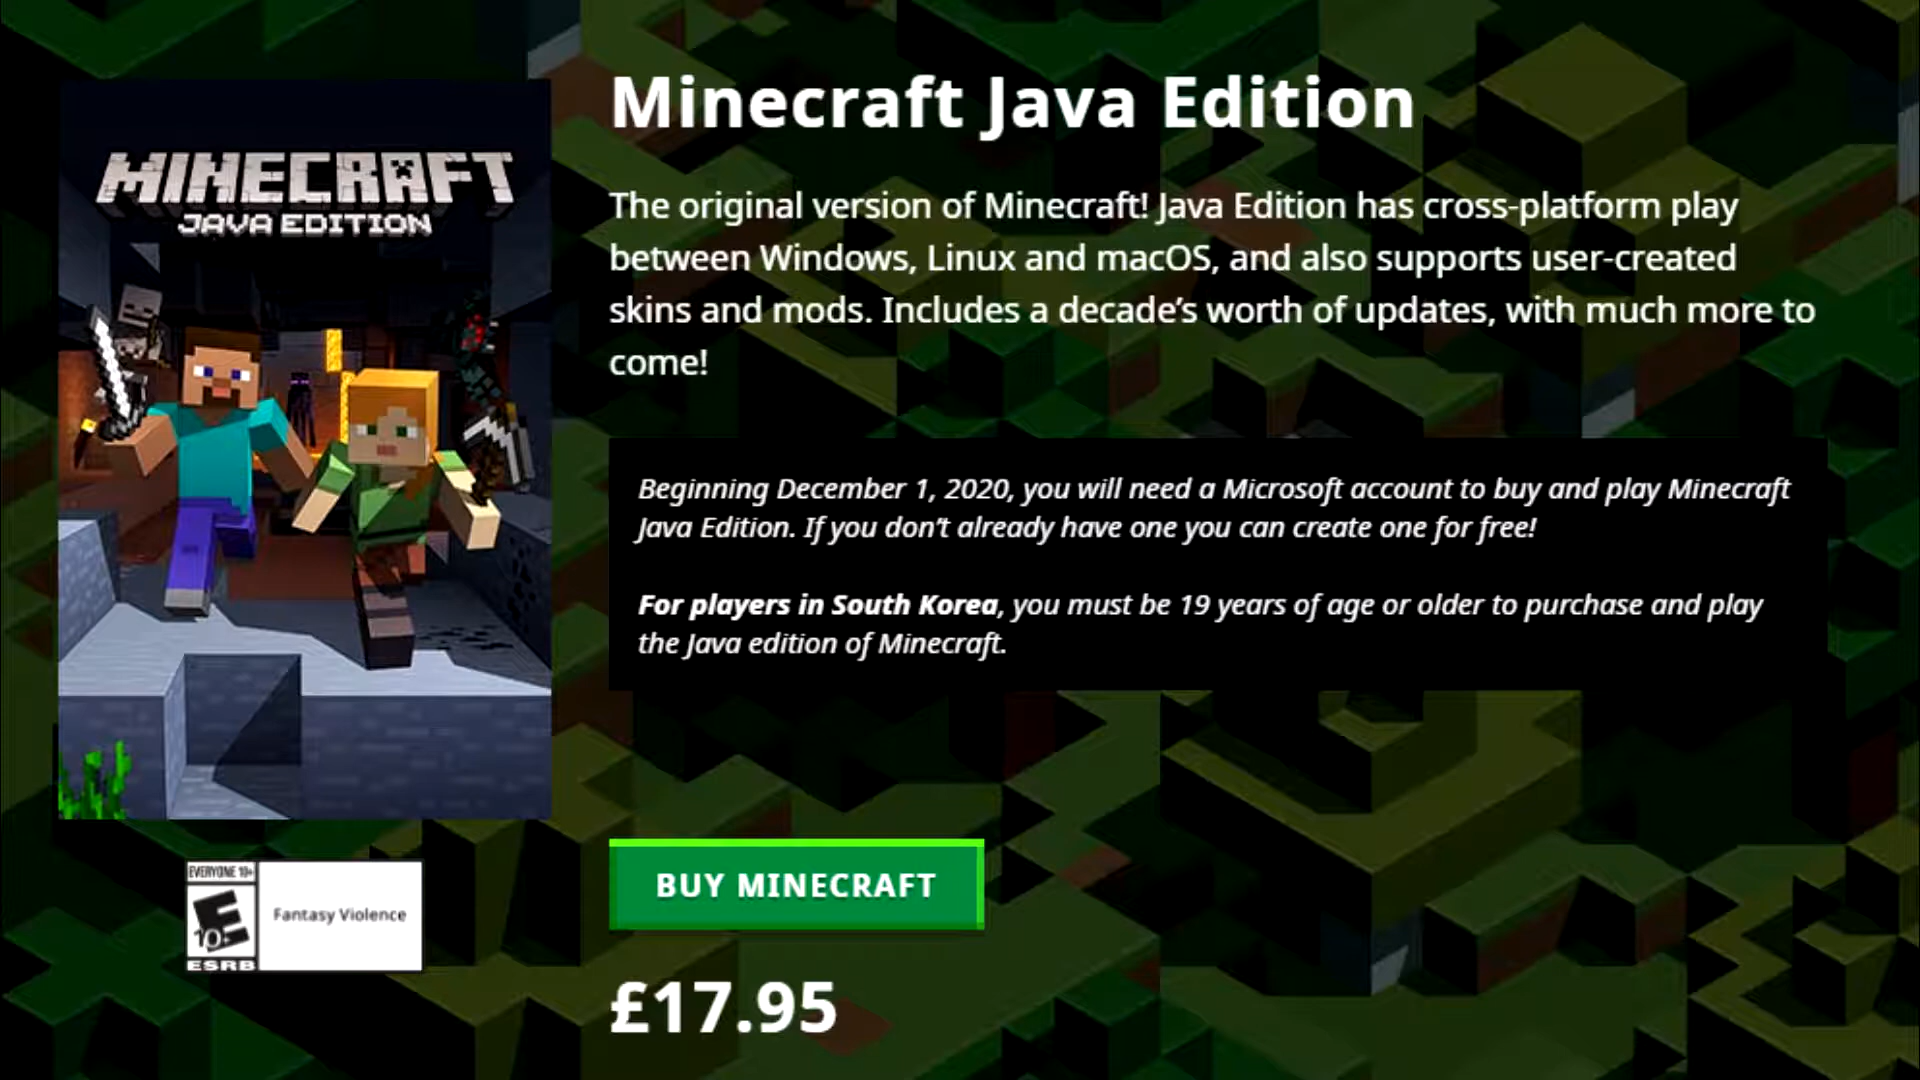 Minecraft Java Edition
MINECRAFT
JAVA EDITION
The original version of Minecraft! Java Edition has cross-platform play
between Windows, Linux and macOS, and also supports user-created
skins and mods. Includes a decade’s worth of updates, with much more to
come!
Beginning December 1, 2020, you will need a Microsoft account to buy and play Minecraft
Java Edition. If you don’t already have one you can create one for free!
For players in South Korea, you must be 19 years of age or older to purchase and play
the Java edition of Minecraft.
BUY MINECRAFT
£17.95
EVERYONE 10+
E
10+
ESRB
Fantasy Violence